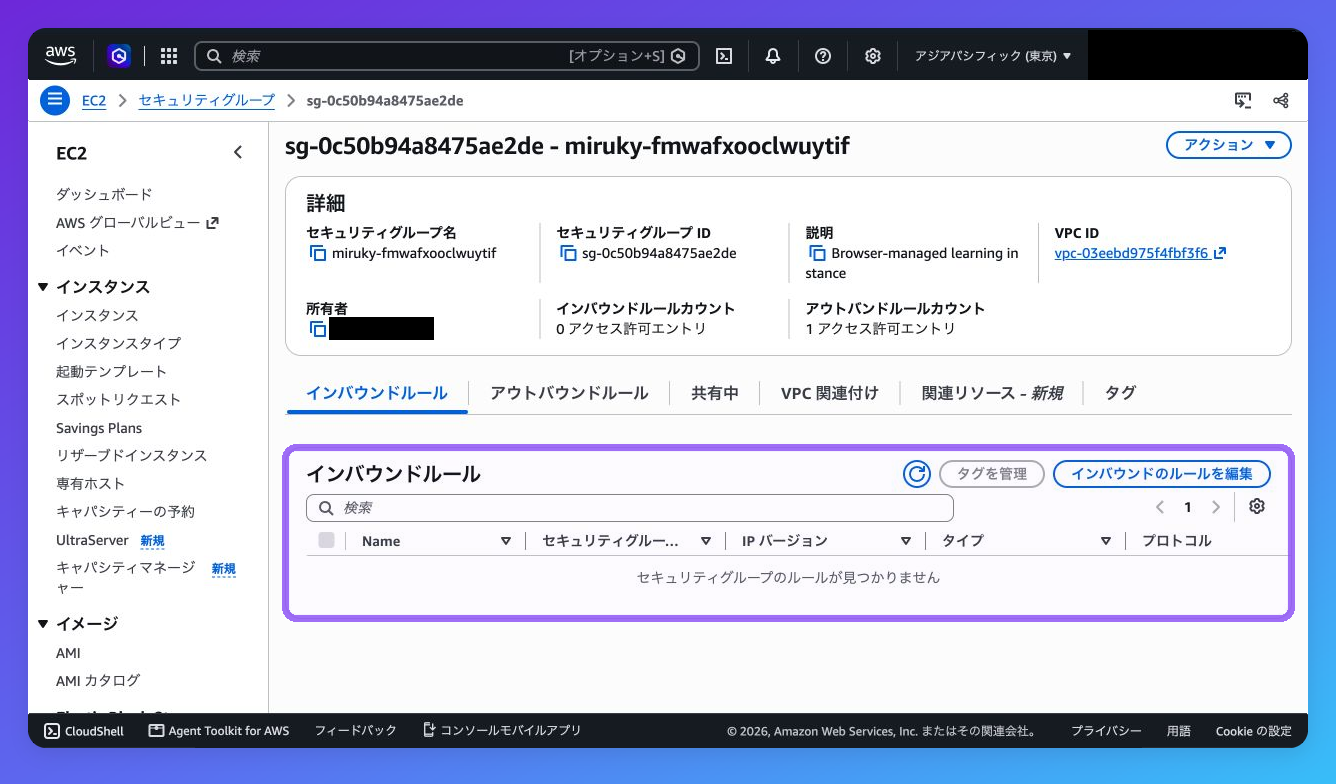 aws
検索 [オプション+S]
アジアパシフィック (東京) ▼
EC2 > セキュリティグループ > sg-0c50b94a8475ae2de
EC2
ダッシュボード
AWS グローバルビュー
イベント
▼ インスタンス
インスタンス
インスタンスタイプ
起動テンプレート
スポットリクエスト
Savings Plans
リザーブドインスタンス
専有ホスト
キャパシティーの予約
UltraServer 新規
キャパシティマネージ
ャー 新規
▼ イメージ
AMI
AMI カタログ
sg-0c50b94a8475ae2de - miruky-fmwafxooclwuytif
アクション ▼
詳細
セキュリティグループ名
miruky-fmwafxooclwuytif
セキュリティグループ ID
sg-0c50b94a8475ae2de
説明
Browser-managed learning in
stance
VPC ID
vpc-03eebd975f4fbf3f6
所有者
インバウンドルールカウント
0 アクセス許可エントリ
アウトバンドルールカウント
1 アクセス許可エントリ
インバウンドルール アウトバウンドルール 共有中 VPC 関連付け 関連リソース - 新規 タグ
インバウンドルール
タグを管理 インバウンドのルールを編集
検索
1
Name ▼ セキュリティグルー... ▼ IP バージョン ▼ タイプ ▼ プロトコル
セキュリティグループのルールが見つかりません
CloudShell Agent Toolkit for AWS フィードバック コンソールモバイルアプリ © 2026, Amazon Web Services, Inc. またはその関連会社。 プライバシー 用語 Cookie の設定